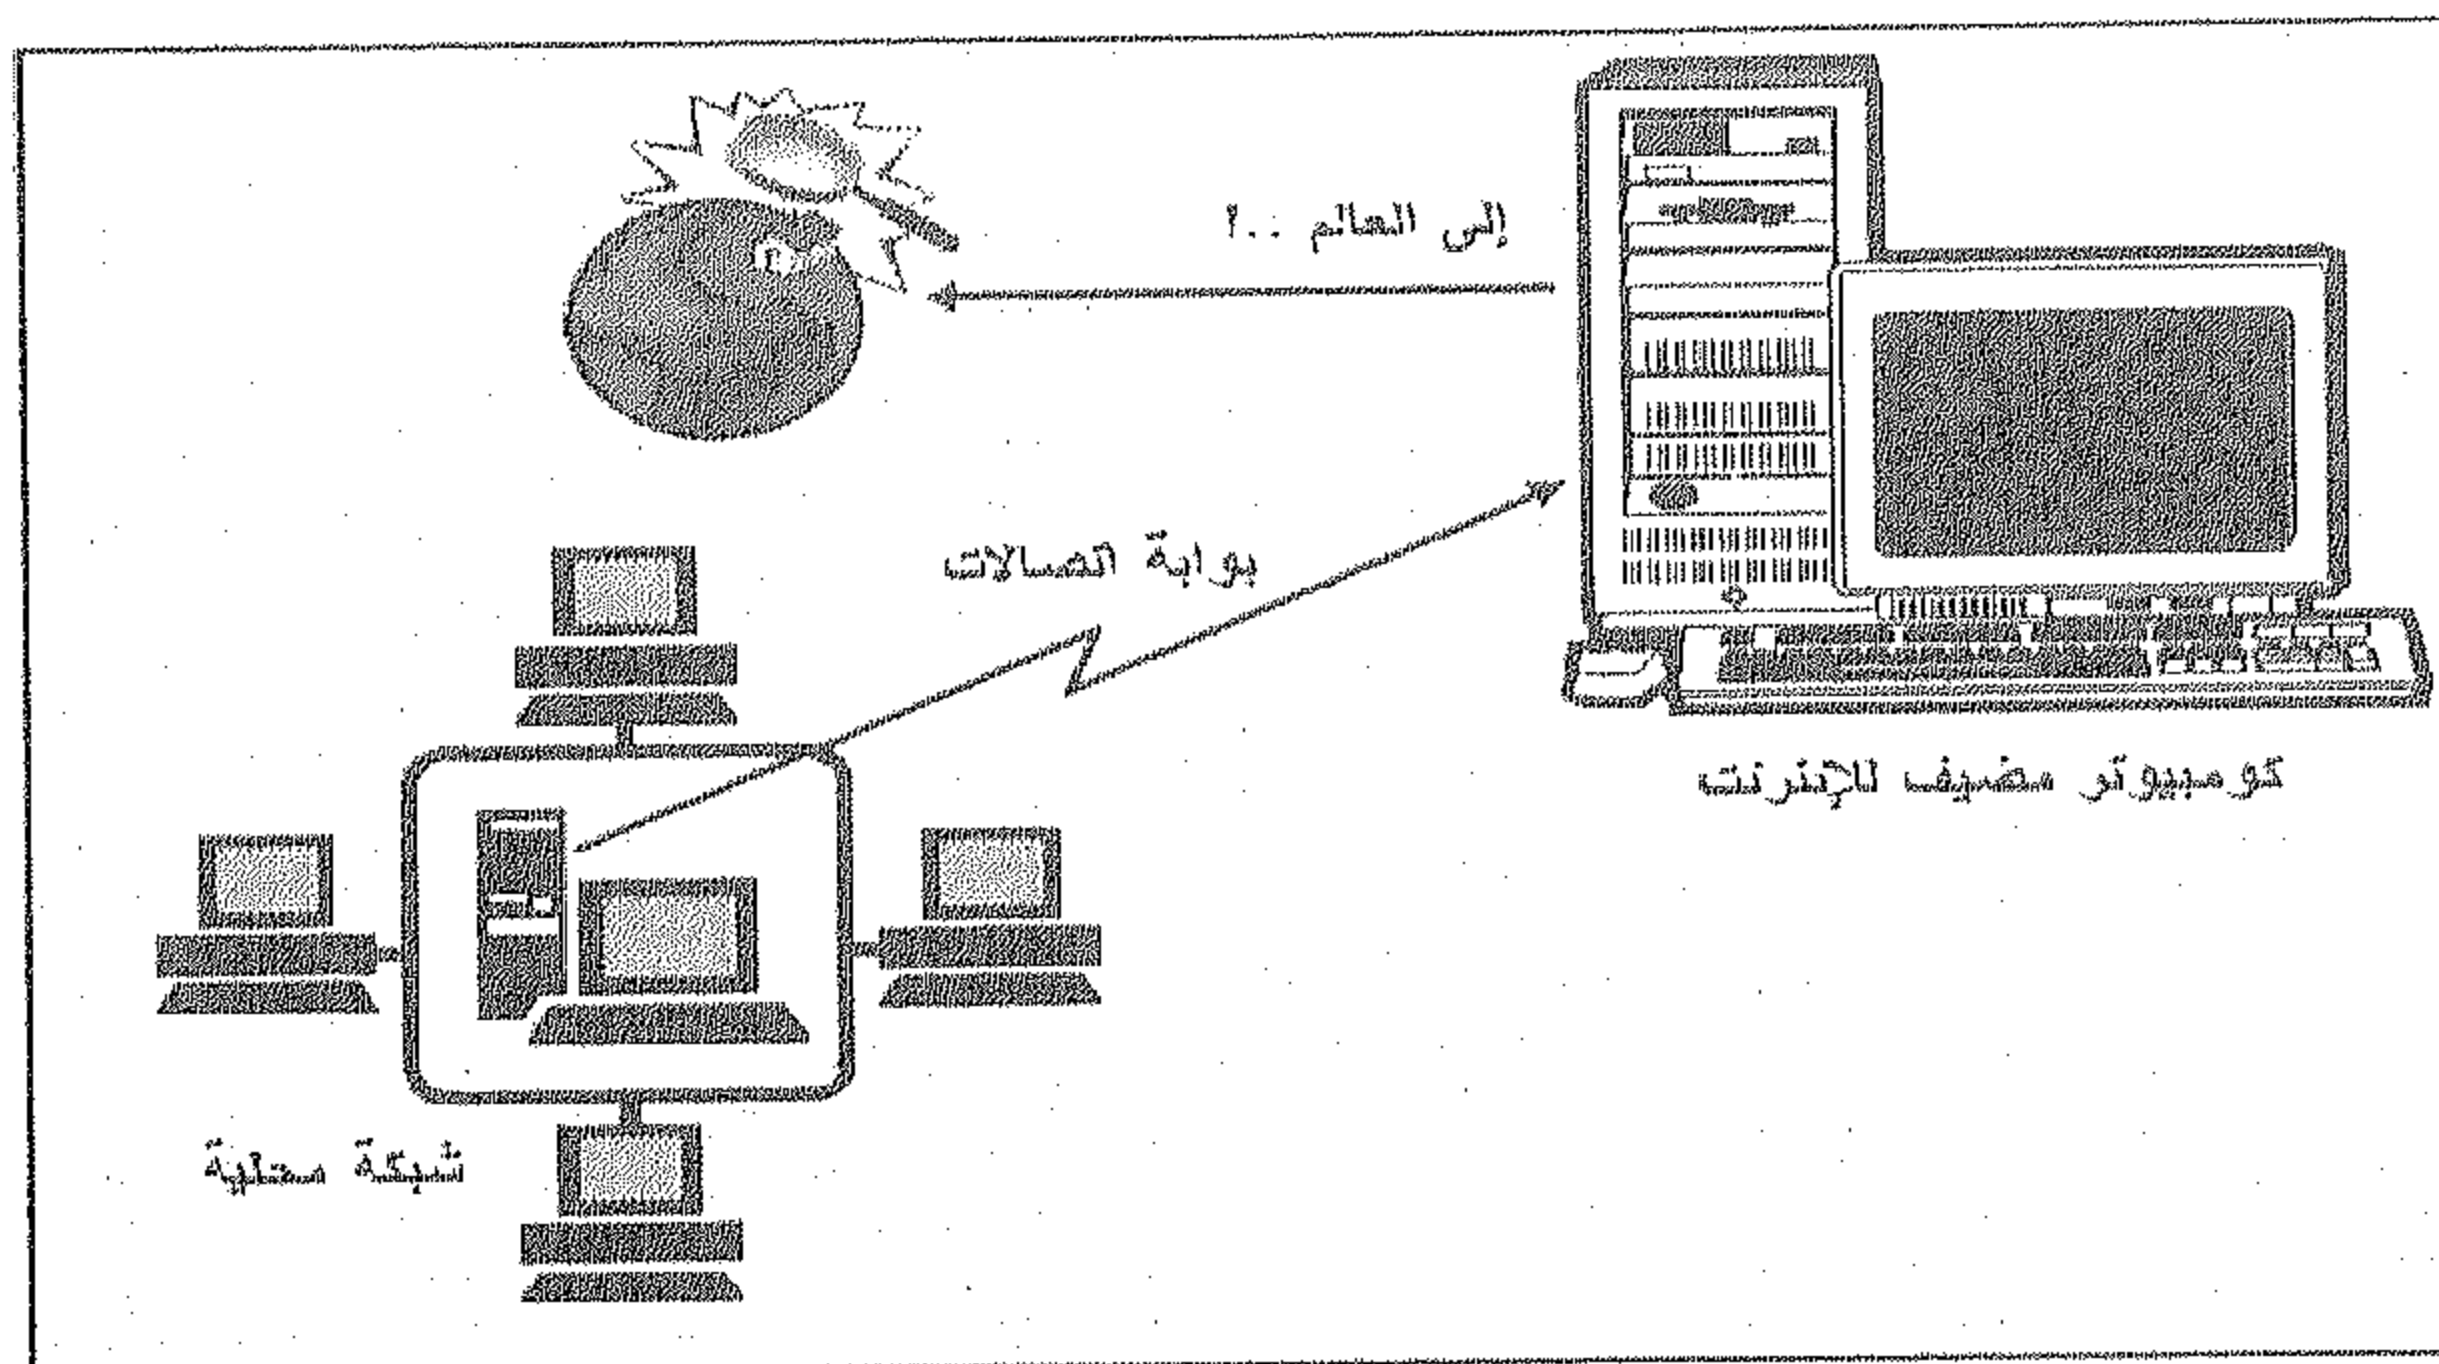 إلى العالم ..!
بوابة اتصالات
كومبيوتر مضيف للإنترنت
شبكة محلية